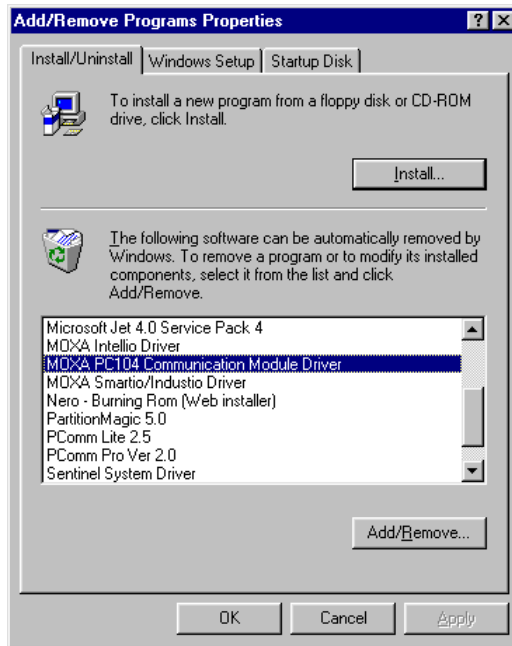 Add/Remove Programs Properties
Install/Uninstall Windows Setup Startup Disk
To install a new program from a floppy disk or CD-ROM
drive, click Install.
Install...
The following software can be automatically removed by
Windows. To remove a program or to modify its installed
components, select it from the list and click
Add/Remove.
Microsoft Jet 4.0 Service Pack 4
MOXA Intellio Driver
MOXA PC104 Communication Module Driver
MOXA Smartio/Industio Driver
Nero - Burning Rom (Web installer)
PartitionMagic 5.0
PComm Lite 2.5
PComm Pro Ver 2.0
Sentinel System Driver
Add/Remove...
OK Cancel Apply